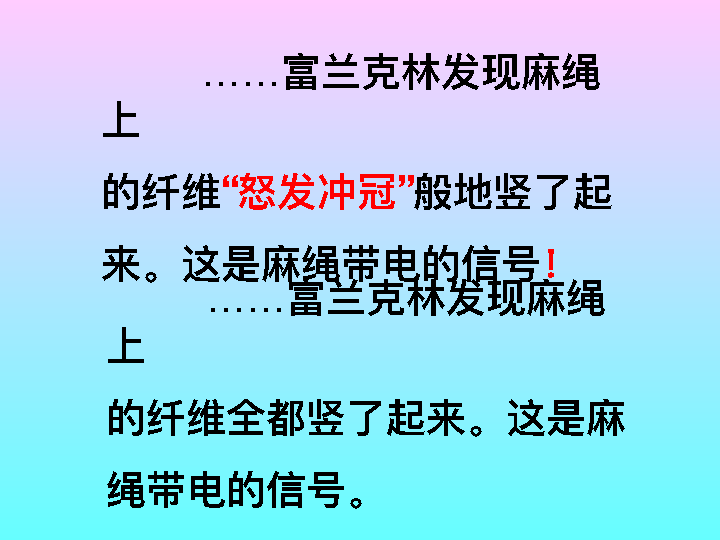 ……富兰克林发现麻绳
上
的纤维“怒发冲冠”般地竖了起
来。这是麻绳带电的信号！
……富兰克林发现麻绳
上
的纤维全都竖了起来。这是麻
绳带电的信号。